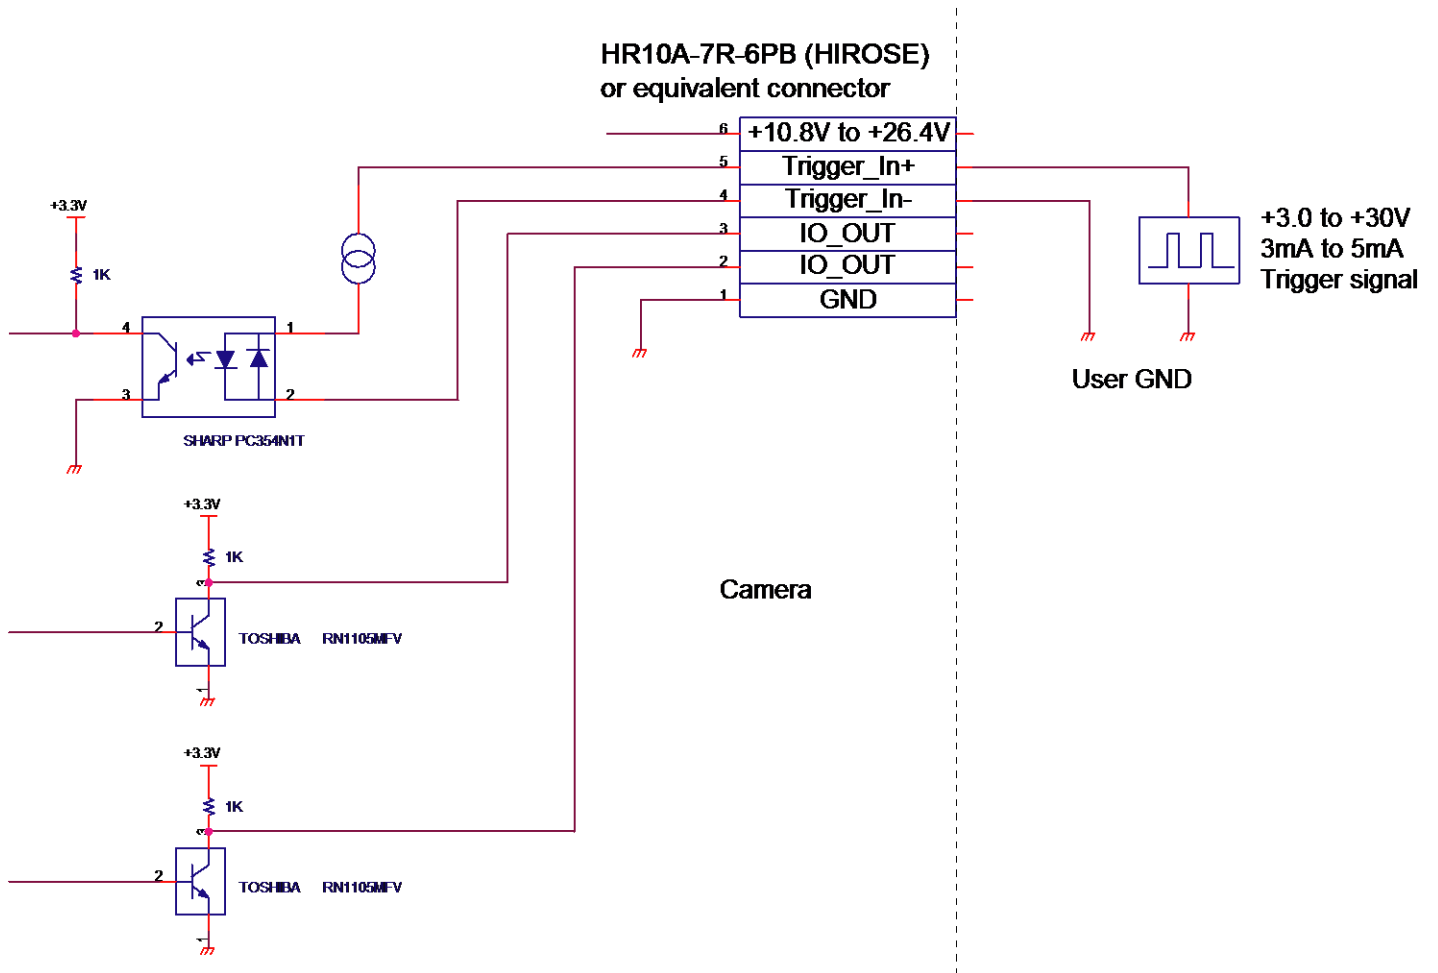 HR10A-7R-6PB (HIROSE)
or equivalent connector
6 +10.8V to +26.4V
5 Trigger_In+
4 Trigger_In-
3 IO_OUT
2 IO_OUT
1 GND
+3.0 to +30V
3mA to 5mA
Trigger signal
User GND
+3.3V
1K
4 1
3 2
SHARP PC354N1T
+3.3V
1K
3
2 TOSHIBA RN1105MFV
1
Camera
+3.3V
1K
3
2 TOSHIBA RN1105MFV
1